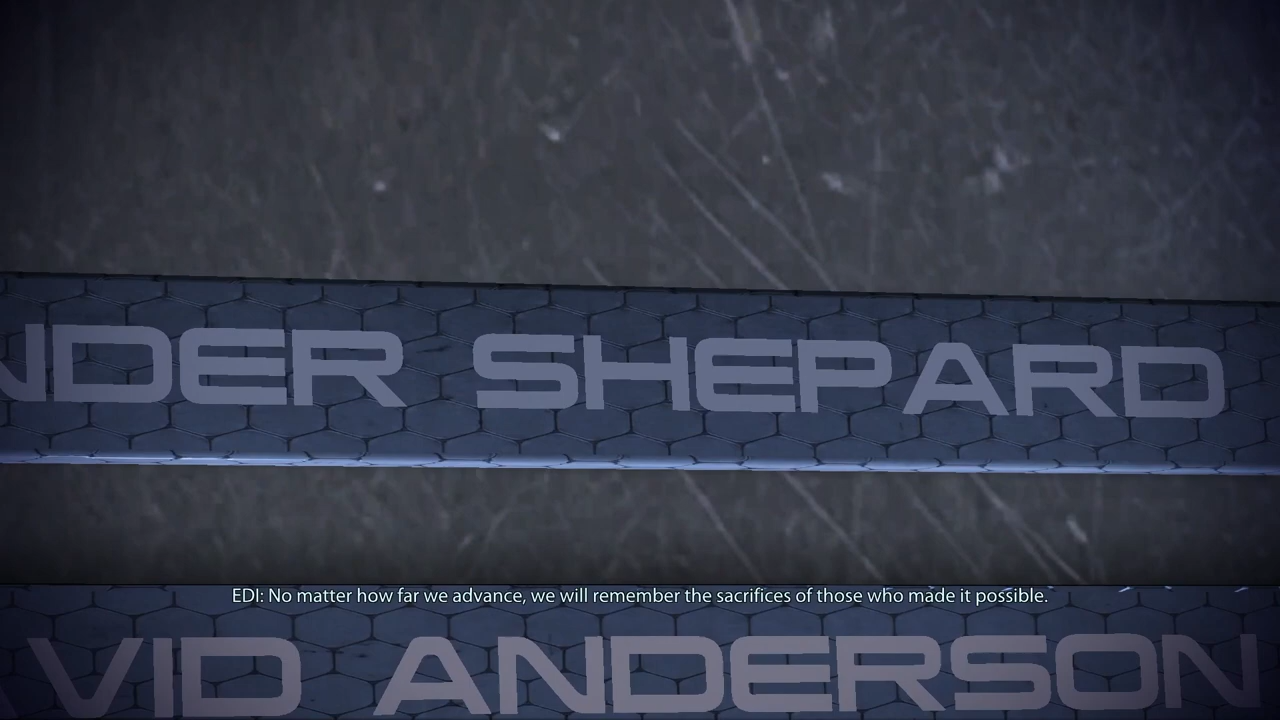 NDER SHEPARD
EDI: No matter how far we advance, we will remember the sacrifices of those who made it possible.
VID ANDERSON